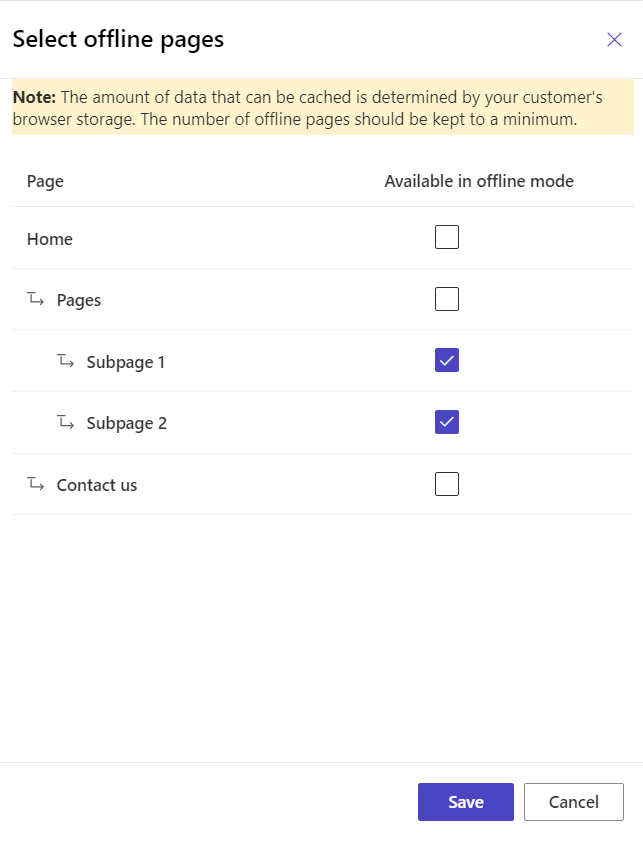 Select offline pages
Note: The amount of data that can be cached is determined by your customer's
browser storage. The number of offline pages should be kept to a minimum.
Page Available in offline mode
Home
Pages
Subpage 1
Subpage 2
Contact us
Save Cancel